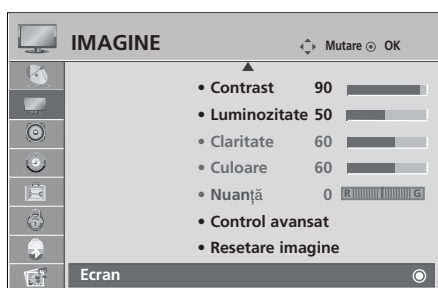 IMAGINE Mutare OK
• Contrast 90
• Luminozitate 50
• Claritate 60
• Culoare 60
• Nuanță 0 R G
• Control avansat
• Resetare imagine
Ecran